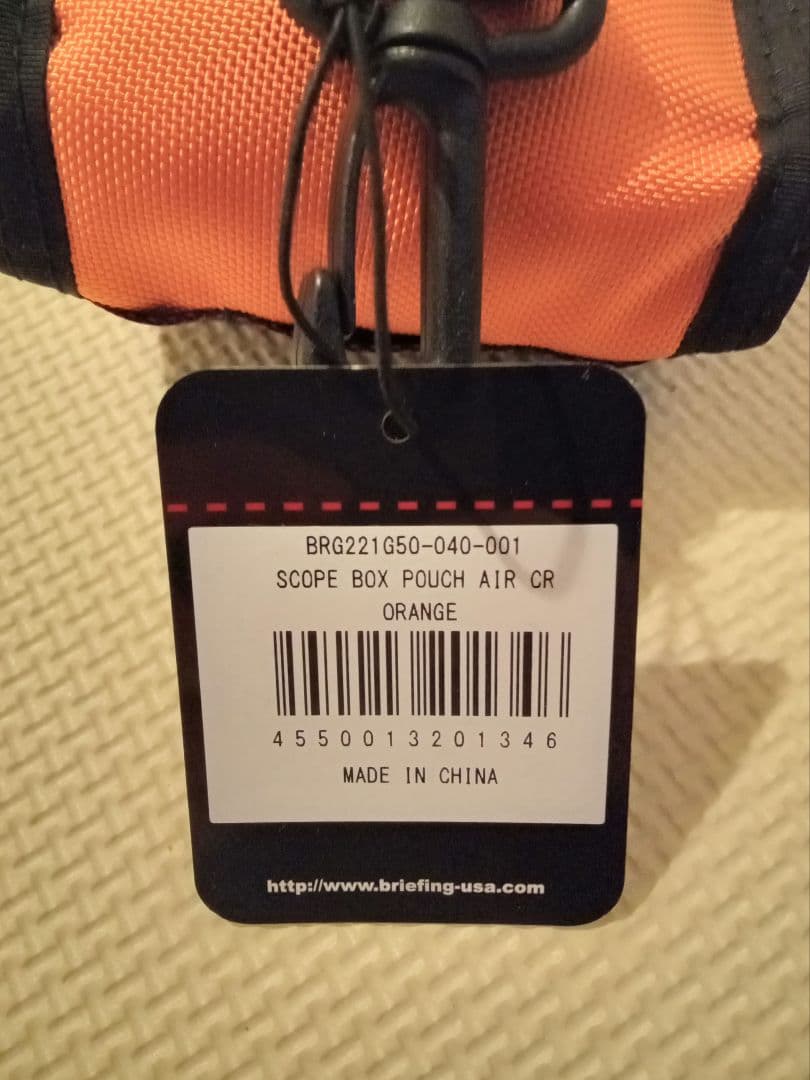 BRG221G50-040-001
SCOPE BOX POUCH AIR CR
ORANGE
4550013201346
MADE IN CHINA
http://www.briefing-usa.com